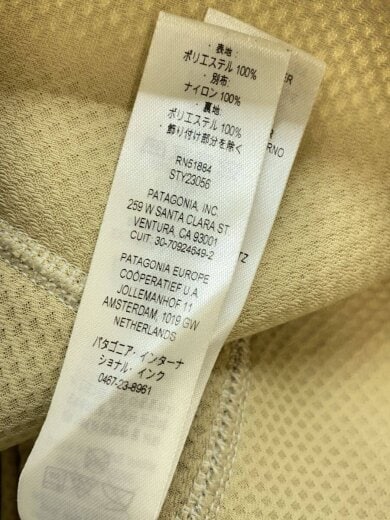 ・表地:
ポリエステル 100%
・別布:
ナイロン 100%
・裏地:
ポリエステル 100%
・飾り付け部分を除く
RN51884
STY23056
PATAGONIA, INC.
259 W SANTA CLARA ST
VENTURA, CA 93001
CUIT: 30-70924649-2
PATAGONIA EUROPE
COÖPERATIEF U.A.
JOLLEMANHOF 11
AMSTERDAM, 1019 GW
NETHERLANDS
パタゴニア・インターナ
ショナル・インク
0467-23-8961